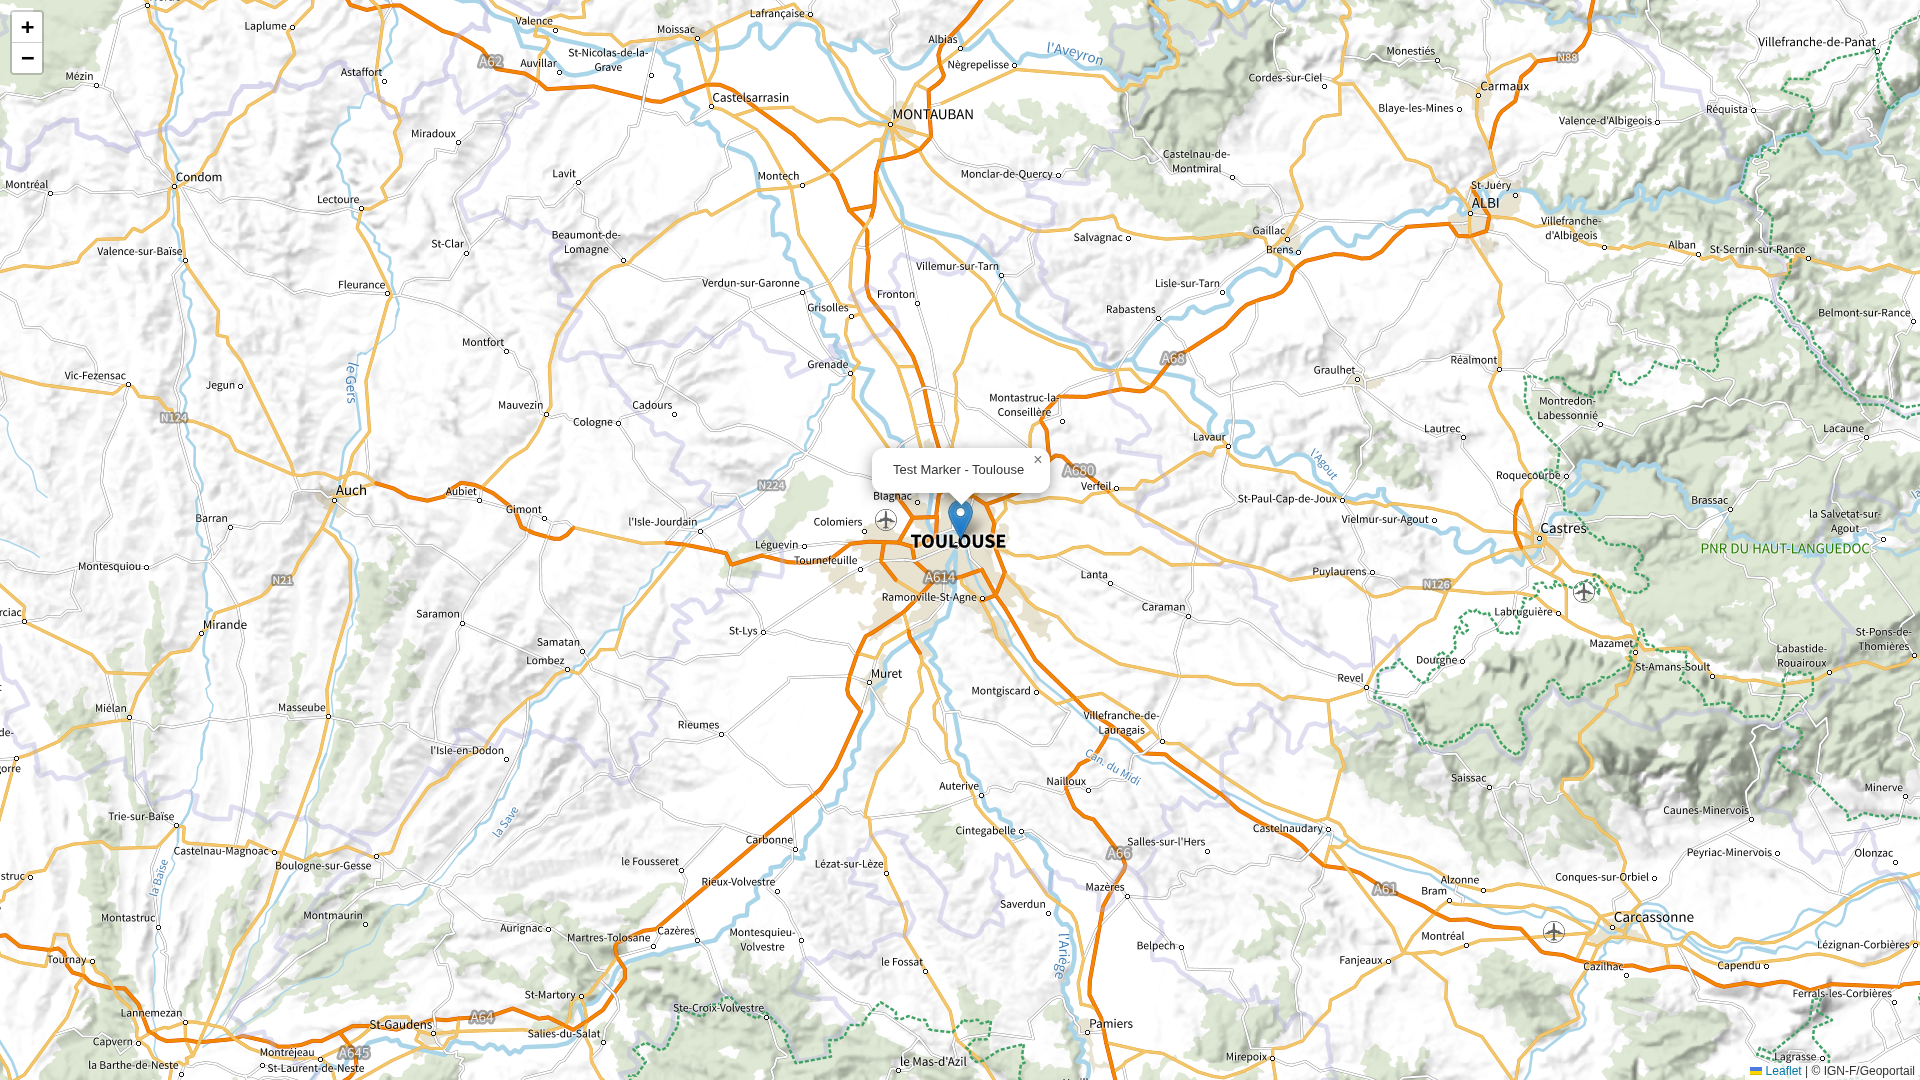 +
−
Laplume
Valence
Moissac
Lafrançaise
Albias
l'Aveyron
Nègrepelisse
Monestiés
Villefranche-de-Panat
N88
A62
St-Nicolas-de-la-
Grave
Auvillar
Mézin
Astaffort
Cordes-sur-Ciel
Carmaux
Castelsarrasin
MONTAUBAN
Blaye-les-Mines
Valence-d'Albigeois
Réquista
Miradoux
Castelnau-de-
Montmiral
Lavit
Montech
Monclar-de-Quercy
Condom
Montréal
Lectoure
St-Juéry
ALBI
Villefranche-
d'Albigeois
Alban
St-Sernin-sur-Rance
St-Clar
Beaumont-de-
Lomagne
Salvagnac
Gaillac
Brens
Valence-sur-Baïse
Villemur-sur-Tarn
Fleurance
Verdun-sur-Garonne
Fronton
Lisle-sur-Tarn
Grisolles
Rabastens
Belmont-sur-Rance
Montfort
A68
Réalmont
Grenade
Graulhet
le Gers
Vic-Fezensac
Jegun
Mauvezin
Cadours
Cologne
Montastruc-la-
Conseillère
Montredon-
Labessonnié
N124
Lautrec
Lacaune
Lavaur
l'Agout
Test Marker - Toulouse
×
A680
Verfeil
Roquecourbe
Auch
Aubiet
N224
Blagnac
St-Paul-Cap-de-Joux
Brassac
Gimont
Barran
l'Isle-Jourdain
Colomiers
Vielmur-sur-Agout
Castres
la Salvetat-sur-
Agout
TOULOUSE
Léguevin
Tournefeuille
PNR DU HAUT-LANGUEDOC
Montesquiou
N21
A614
Lanta
Puylaurens
N126
Ramonville-St-Agne
Caraman
Labruguière
Saramon
Mirande
St-Lys
Samatan
Lombez
Mazamet
St-Pons-de-
Thomières
Labastide-
Rouairoux
Dourgne
St-Amans-Soult
Muret
Revel
Montgiscard
Miélan
Masseube
Rieumes
Villefranche-de-
Lauragais
l'Isle-en-Dodon
Can. du Midi
Nailloux
Saissac
Auterive
Minerve
Trie-sur-Baïse
la Save
Caunes-Minervois
Cintegabelle
Castelnaudary
Carbonne
Salles-sur-l'Hers
Castelnau-Magnoac
Boulogne-sur-Gesse
le Fousseret
Lézat-sur-Lèze
A66
Peyriac-Minervois
Olonzac
la Baïse
Rieux-Volvestre
Mazères
A61
Alzonne
Bram
Conques-sur-Orbiel
Montastruc
Montmaurin
Saverdun
Carcassonne
Aurignac
Martres-Tolosane
Cazères
Montesquieu-
Volvestre
Belpech
Montréal
Lézignan-Corbières
l'Ariège
Tournay
le Fossat
Fanjeaux
Cazilhac
Capendu
St-Martory
Ferrals-les-Corbières
Ste-Croix-Volvestre
Lannemezan
St-Gaudens
A64
Salies-du-Salat
Pamiers
Capvern
Montréjeau
A645
la Barthe-de-Neste
St-Laurent-de-Neste
le Mas-d'Azil
Mirepoix
Lagrasse
Leaflet | © IGN-F/Geoportail